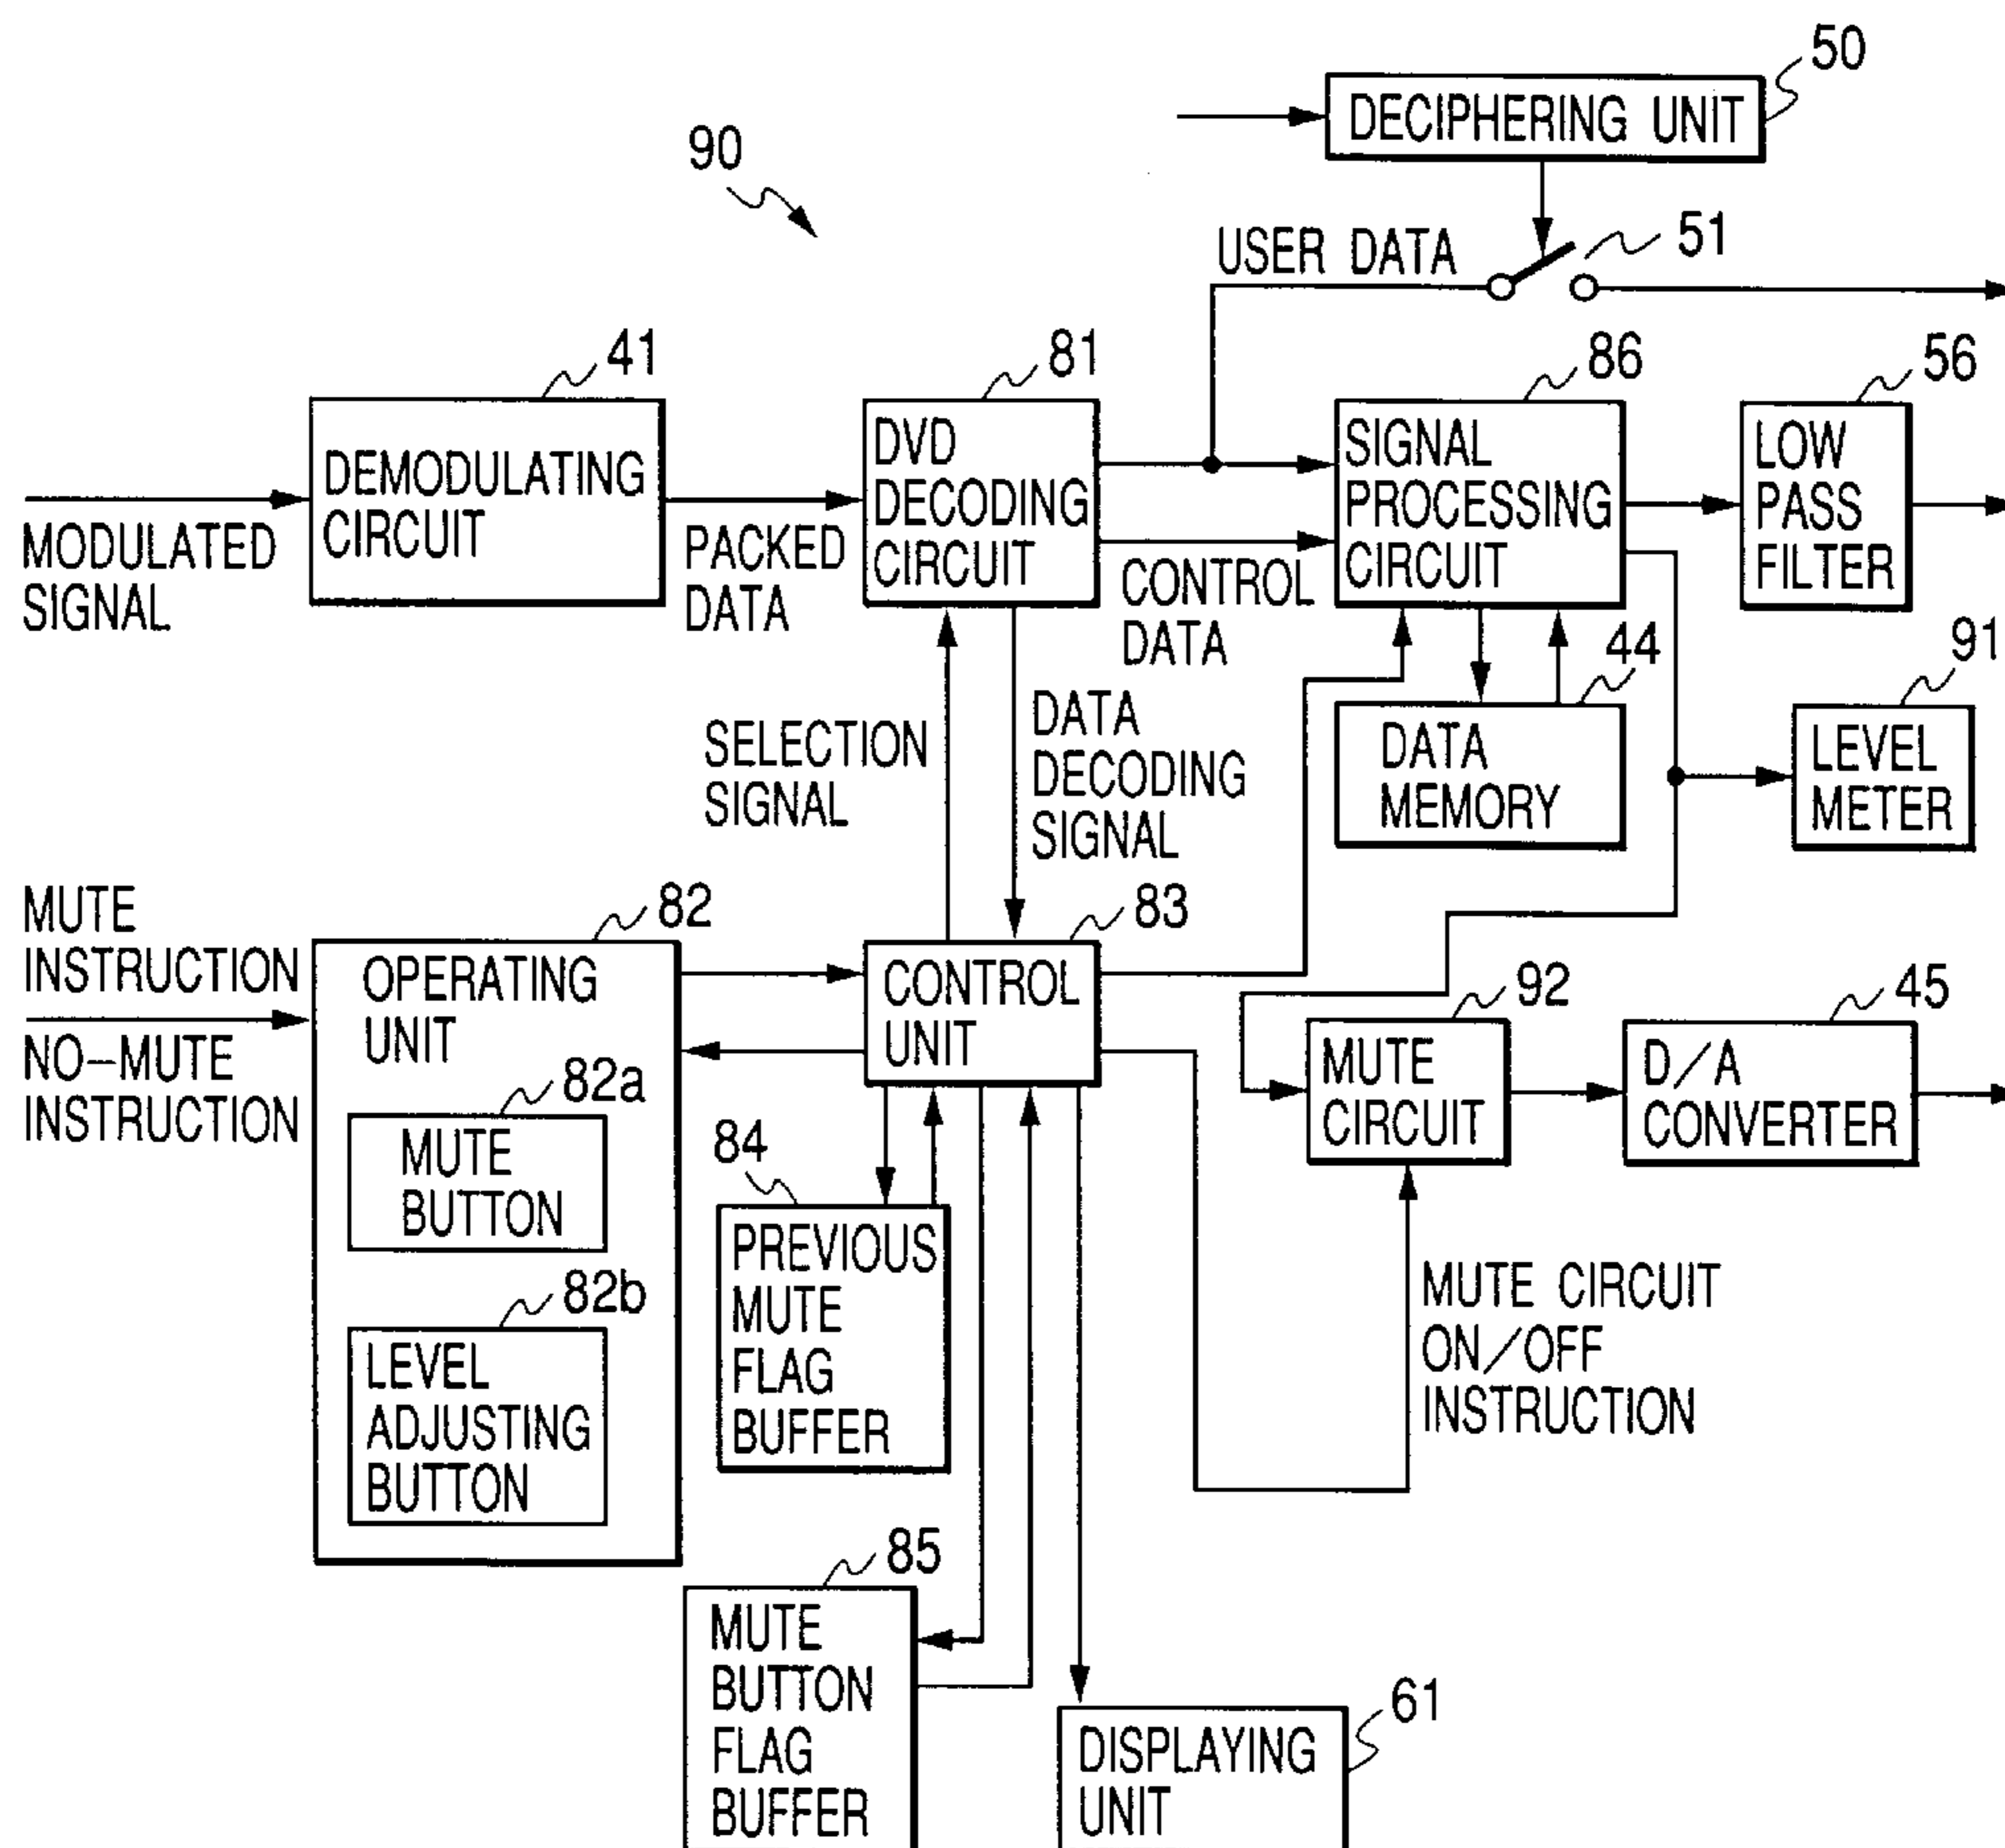 50
DECIPHERING UNIT
90
USER DATA
51
41
81
86
56
DEMODULATING
CIRCUIT
DVD
DECODING
CIRCUIT
SIGNAL
PROCESSING
CIRCUIT
LOW
PASS
FILTER
MODULATED
SIGNAL
PACKED
DATA
CONTROL
DATA
44
91
SELECTION
SIGNAL
DATA
DECODING
SIGNAL
DATA
MEMORY
LEVEL
METER
MUTE
INSTRUCTION
NO–MUTE
INSTRUCTION
82
OPERATING
UNIT
83
CONTROL
UNIT
92
MUTE
CIRCUIT
45
D/A
CONVERTER
82a
MUTE
BUTTON
84
PREVIOUS
MUTE
FLAG
BUFFER
82b
LEVEL
ADJUSTING
BUTTON
MUTE CIRCUIT
ON/OFF
INSTRUCTION
85
MUTE
BUTTON
FLAG
BUFFER
61
DISPLAYING
UNIT